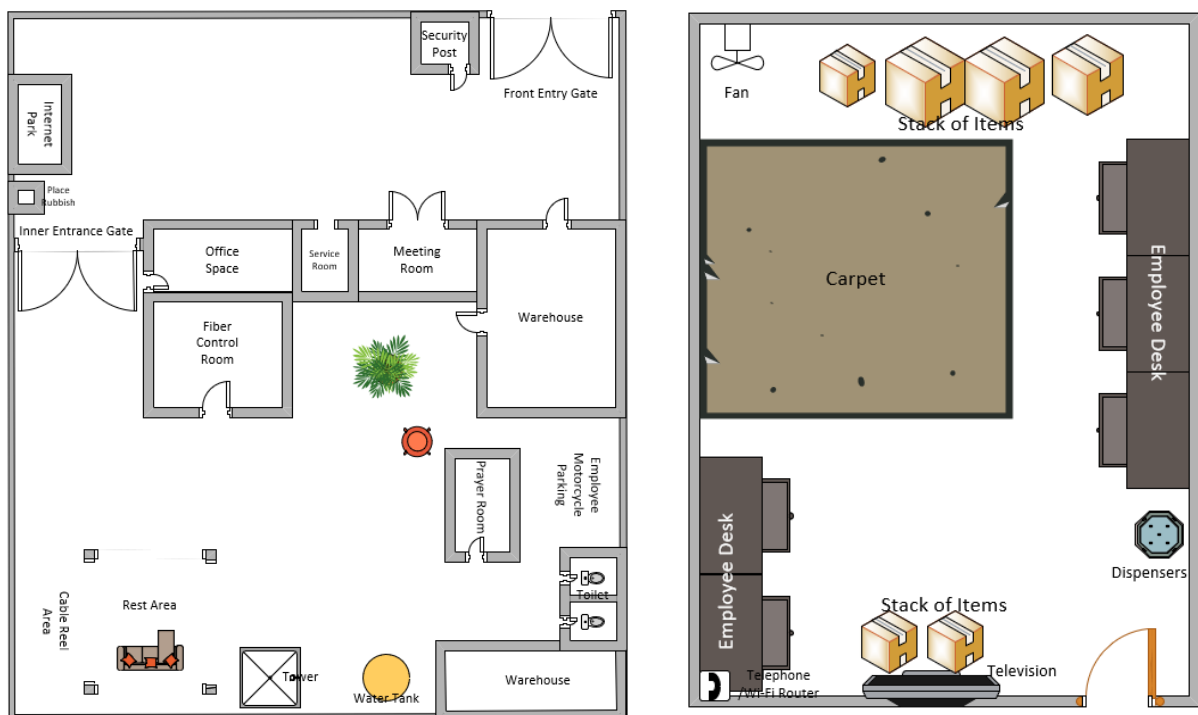 Security
Post
Front Entry Gate
Internet
Park
Place
Rubbish
Inner Entrance Gate
Office
Space
Service
Room
Meeting
Room
Warehouse
Fiber
Control
Room
Prayer Room
Employee
Motorcycle
Parking
Toilet
Cable Reel
Area
Rest Area
Tower
Water Tank
Warehouse
Fan
Stack of Items
Carpet
Employee Desk
Employee Desk
Dispensers
Stack of Items
Television
Telephone
/Wi-Fi Router